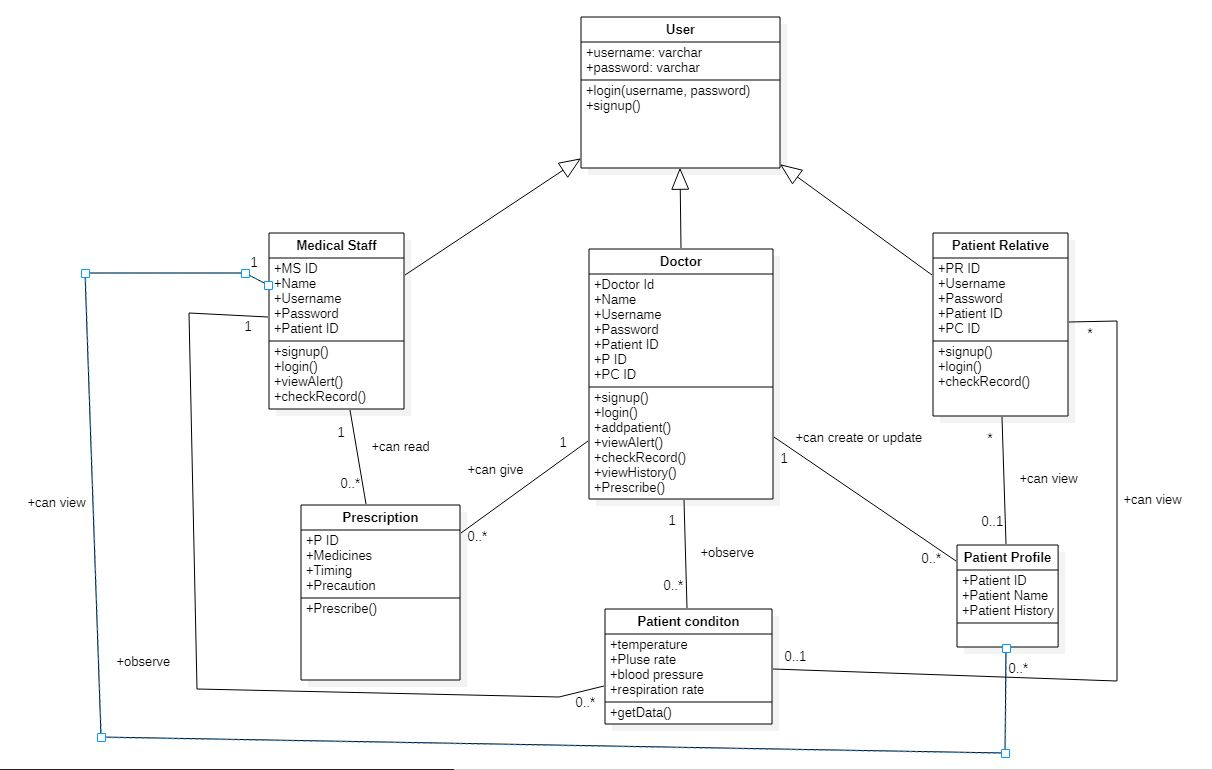 User
+username: varchar
+password: varchar
+login(username, password)
+signup()
Medical Staff
+MS ID
+Name
+Username
+Password
+Patient ID
+signup()
+login()
+viewAlert()
+checkRecord()
Doctor
+Doctor Id
+Name
+Username
+Password
+Patient ID
+P ID
+PC ID
+signup()
+login()
+addpatient()
+viewAlert()
+checkRecord()
+viewHistory()
+Prescribe()
Patient Relative
+PR ID
+Username
+Password
+Patient ID
+PC ID
+signup()
+login()
+checkRecord()
1
1
*
1
+can read
0..*
1
+can give
0..*
1
+can create or update
0..*
*
+can view
0..1
+can view
+can view
Prescription
+P ID
+Medicines
+Timing
+Precaution
+Prescribe()
1
+observe
0..*
Patient Profile
+Patient ID
+Patient Name
+Patient History
Patient conditon
+temperature
+Pluse rate
+blood pressure
+respiration rate
+getData()
0..1
0..*
+observe
0..*